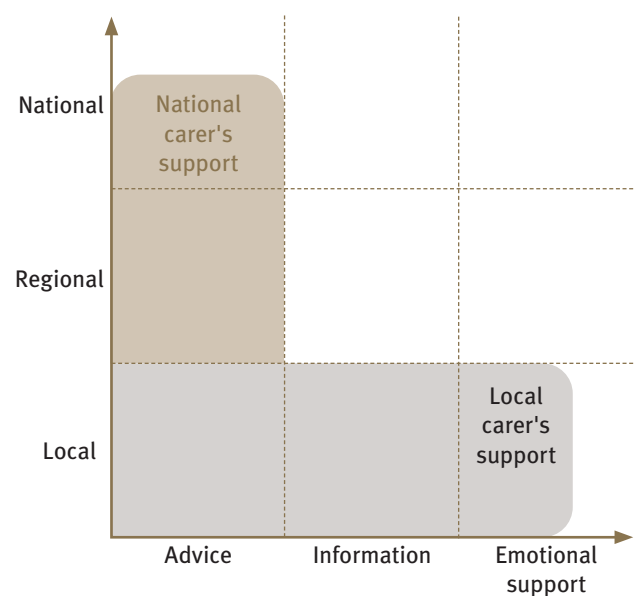 National
National
carer's
support
Regional
Local
Local
carer's
support
Advice
Information
Emotional
support